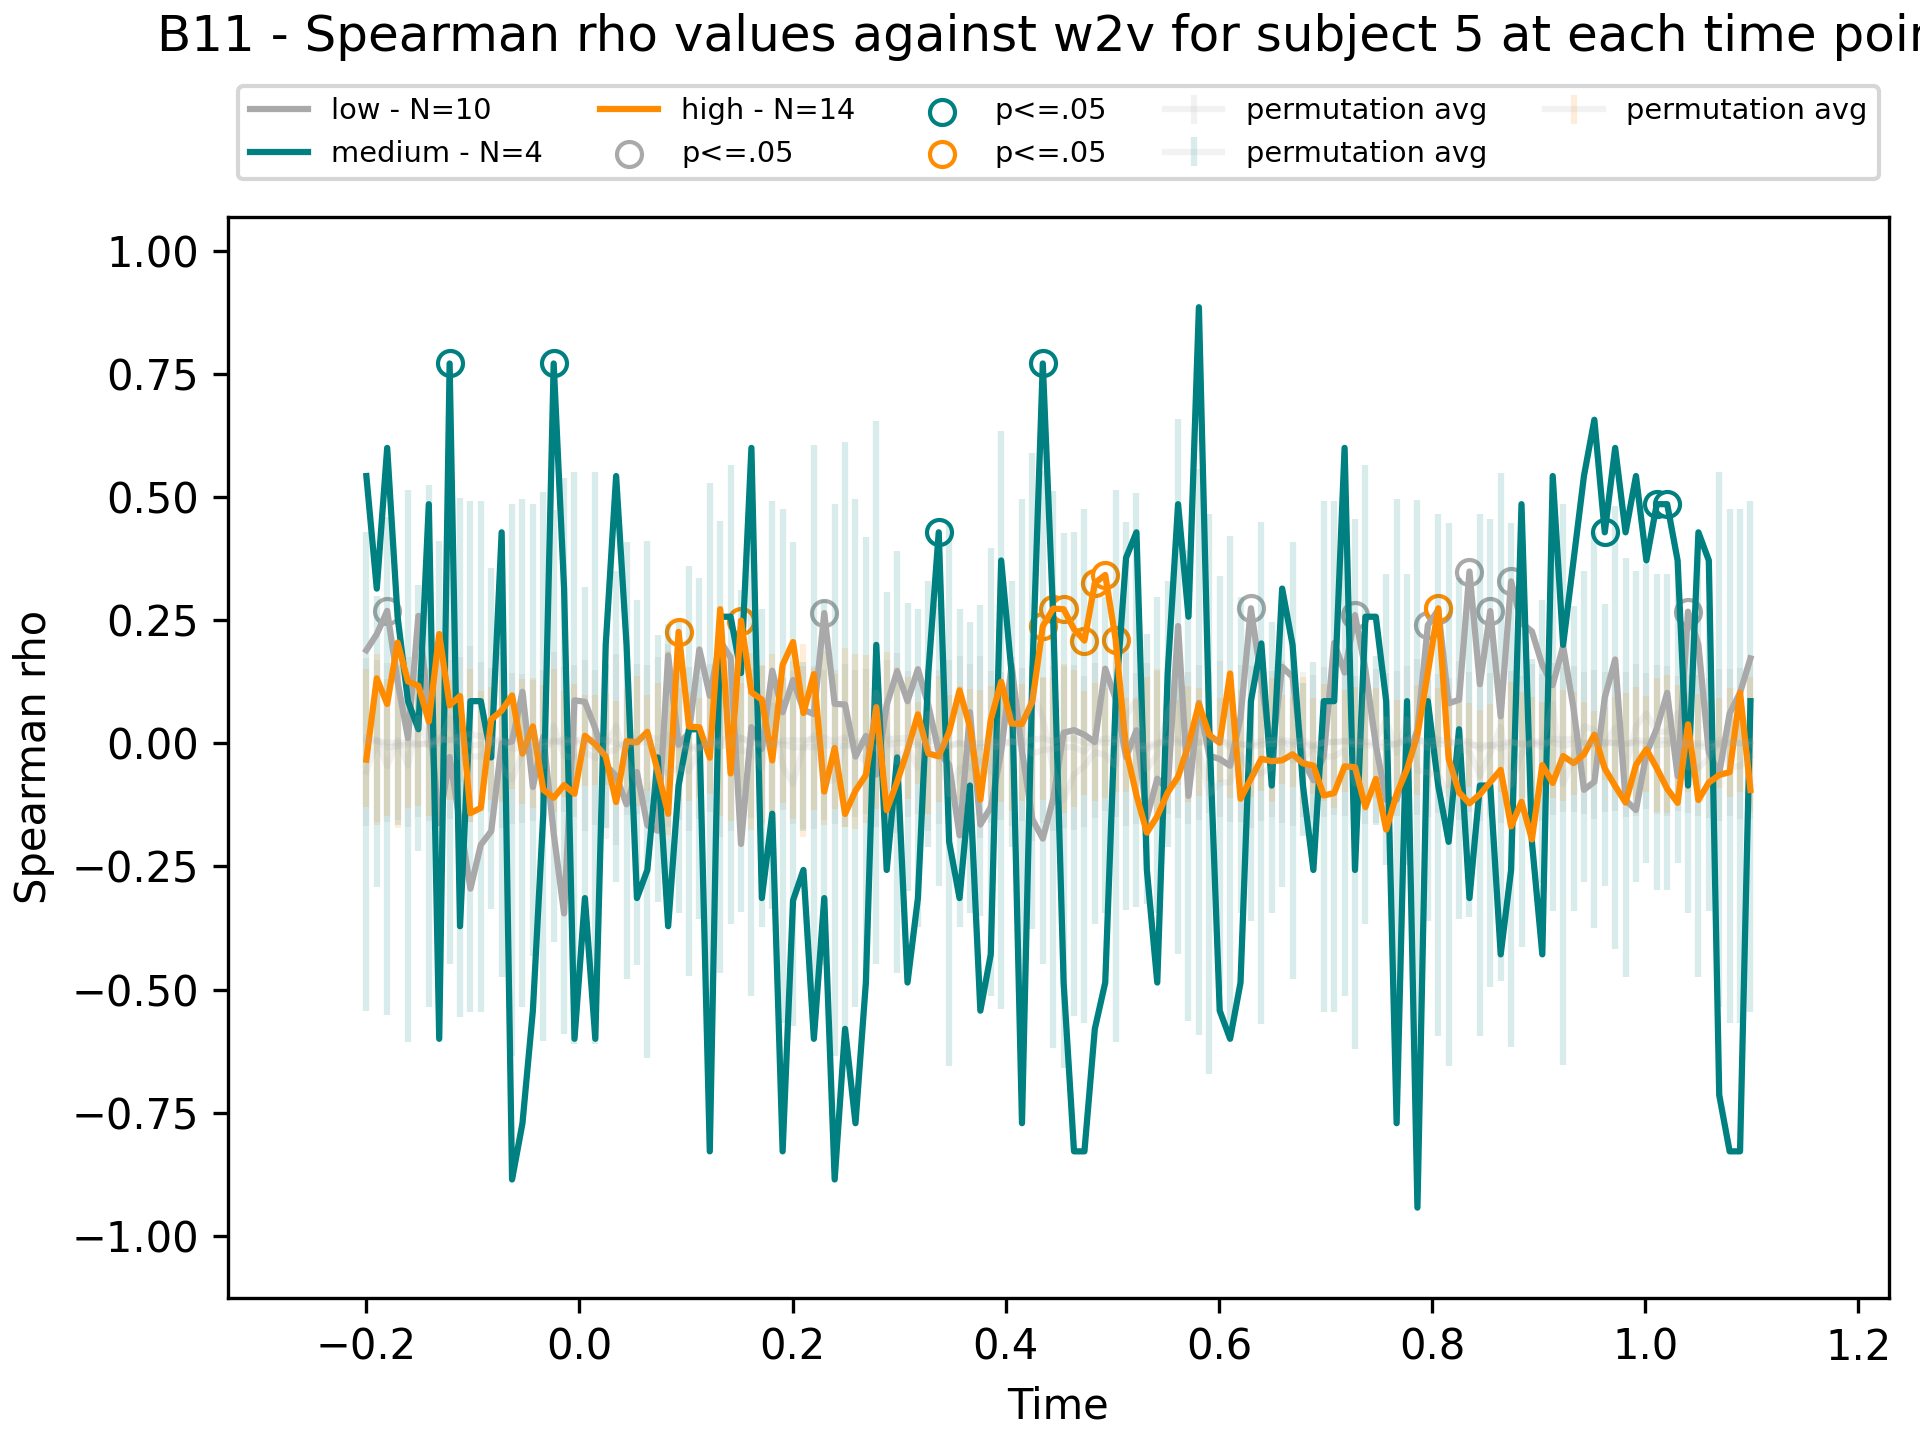 B11 - Spearman rho values against w2v for subject 5 at each time poin
low - N=10
medium - N=4
high - N=14
p<=.05
p<=.05
p<=.05
permutation avg
permutation avg
permutation avg
1.00
0.75
0.50
0.25
0.00
−0.25
−0.50
−0.75
−1.00
Spearman rho
−0.2 0.0 0.2 0.4 0.6 0.8 1.0 1.2
Time